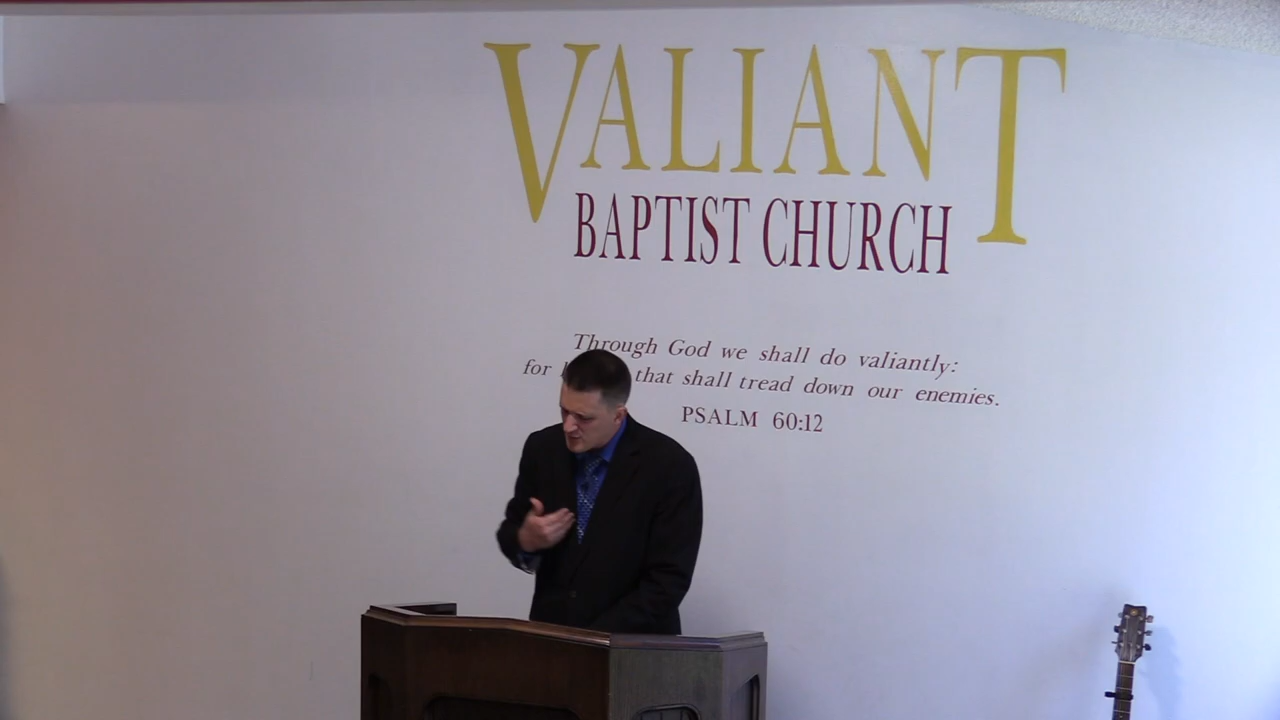 VALIANT
BAPTIST CHURCH
Through God we shall do valiantly:
for that shall tread down our enemies.
PSALM 60:12